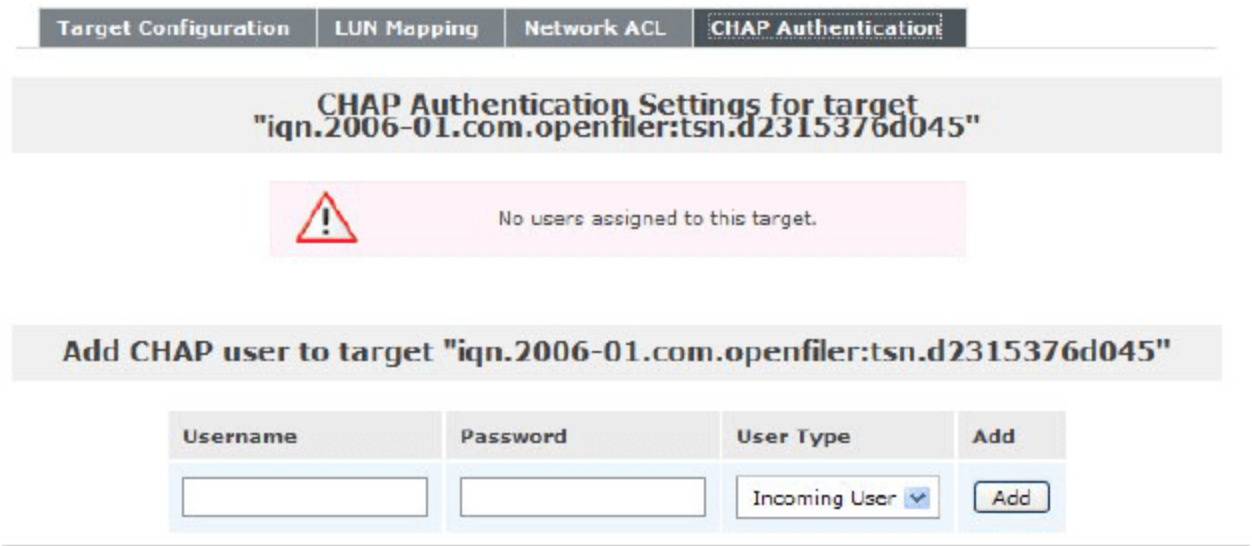 Target Configuration LUN Mapping Network ACL CHAP Authentication
CHAP Authentication Settings for target
"iqn.2006-01.com.openfiler:tsn.d2315376d045"
No users assigned to this target.
Add CHAP user to target "iqn.2006-01.com.openfiler:tsn.d2315376d045"
Username Password User Type Add
Incoming User Add